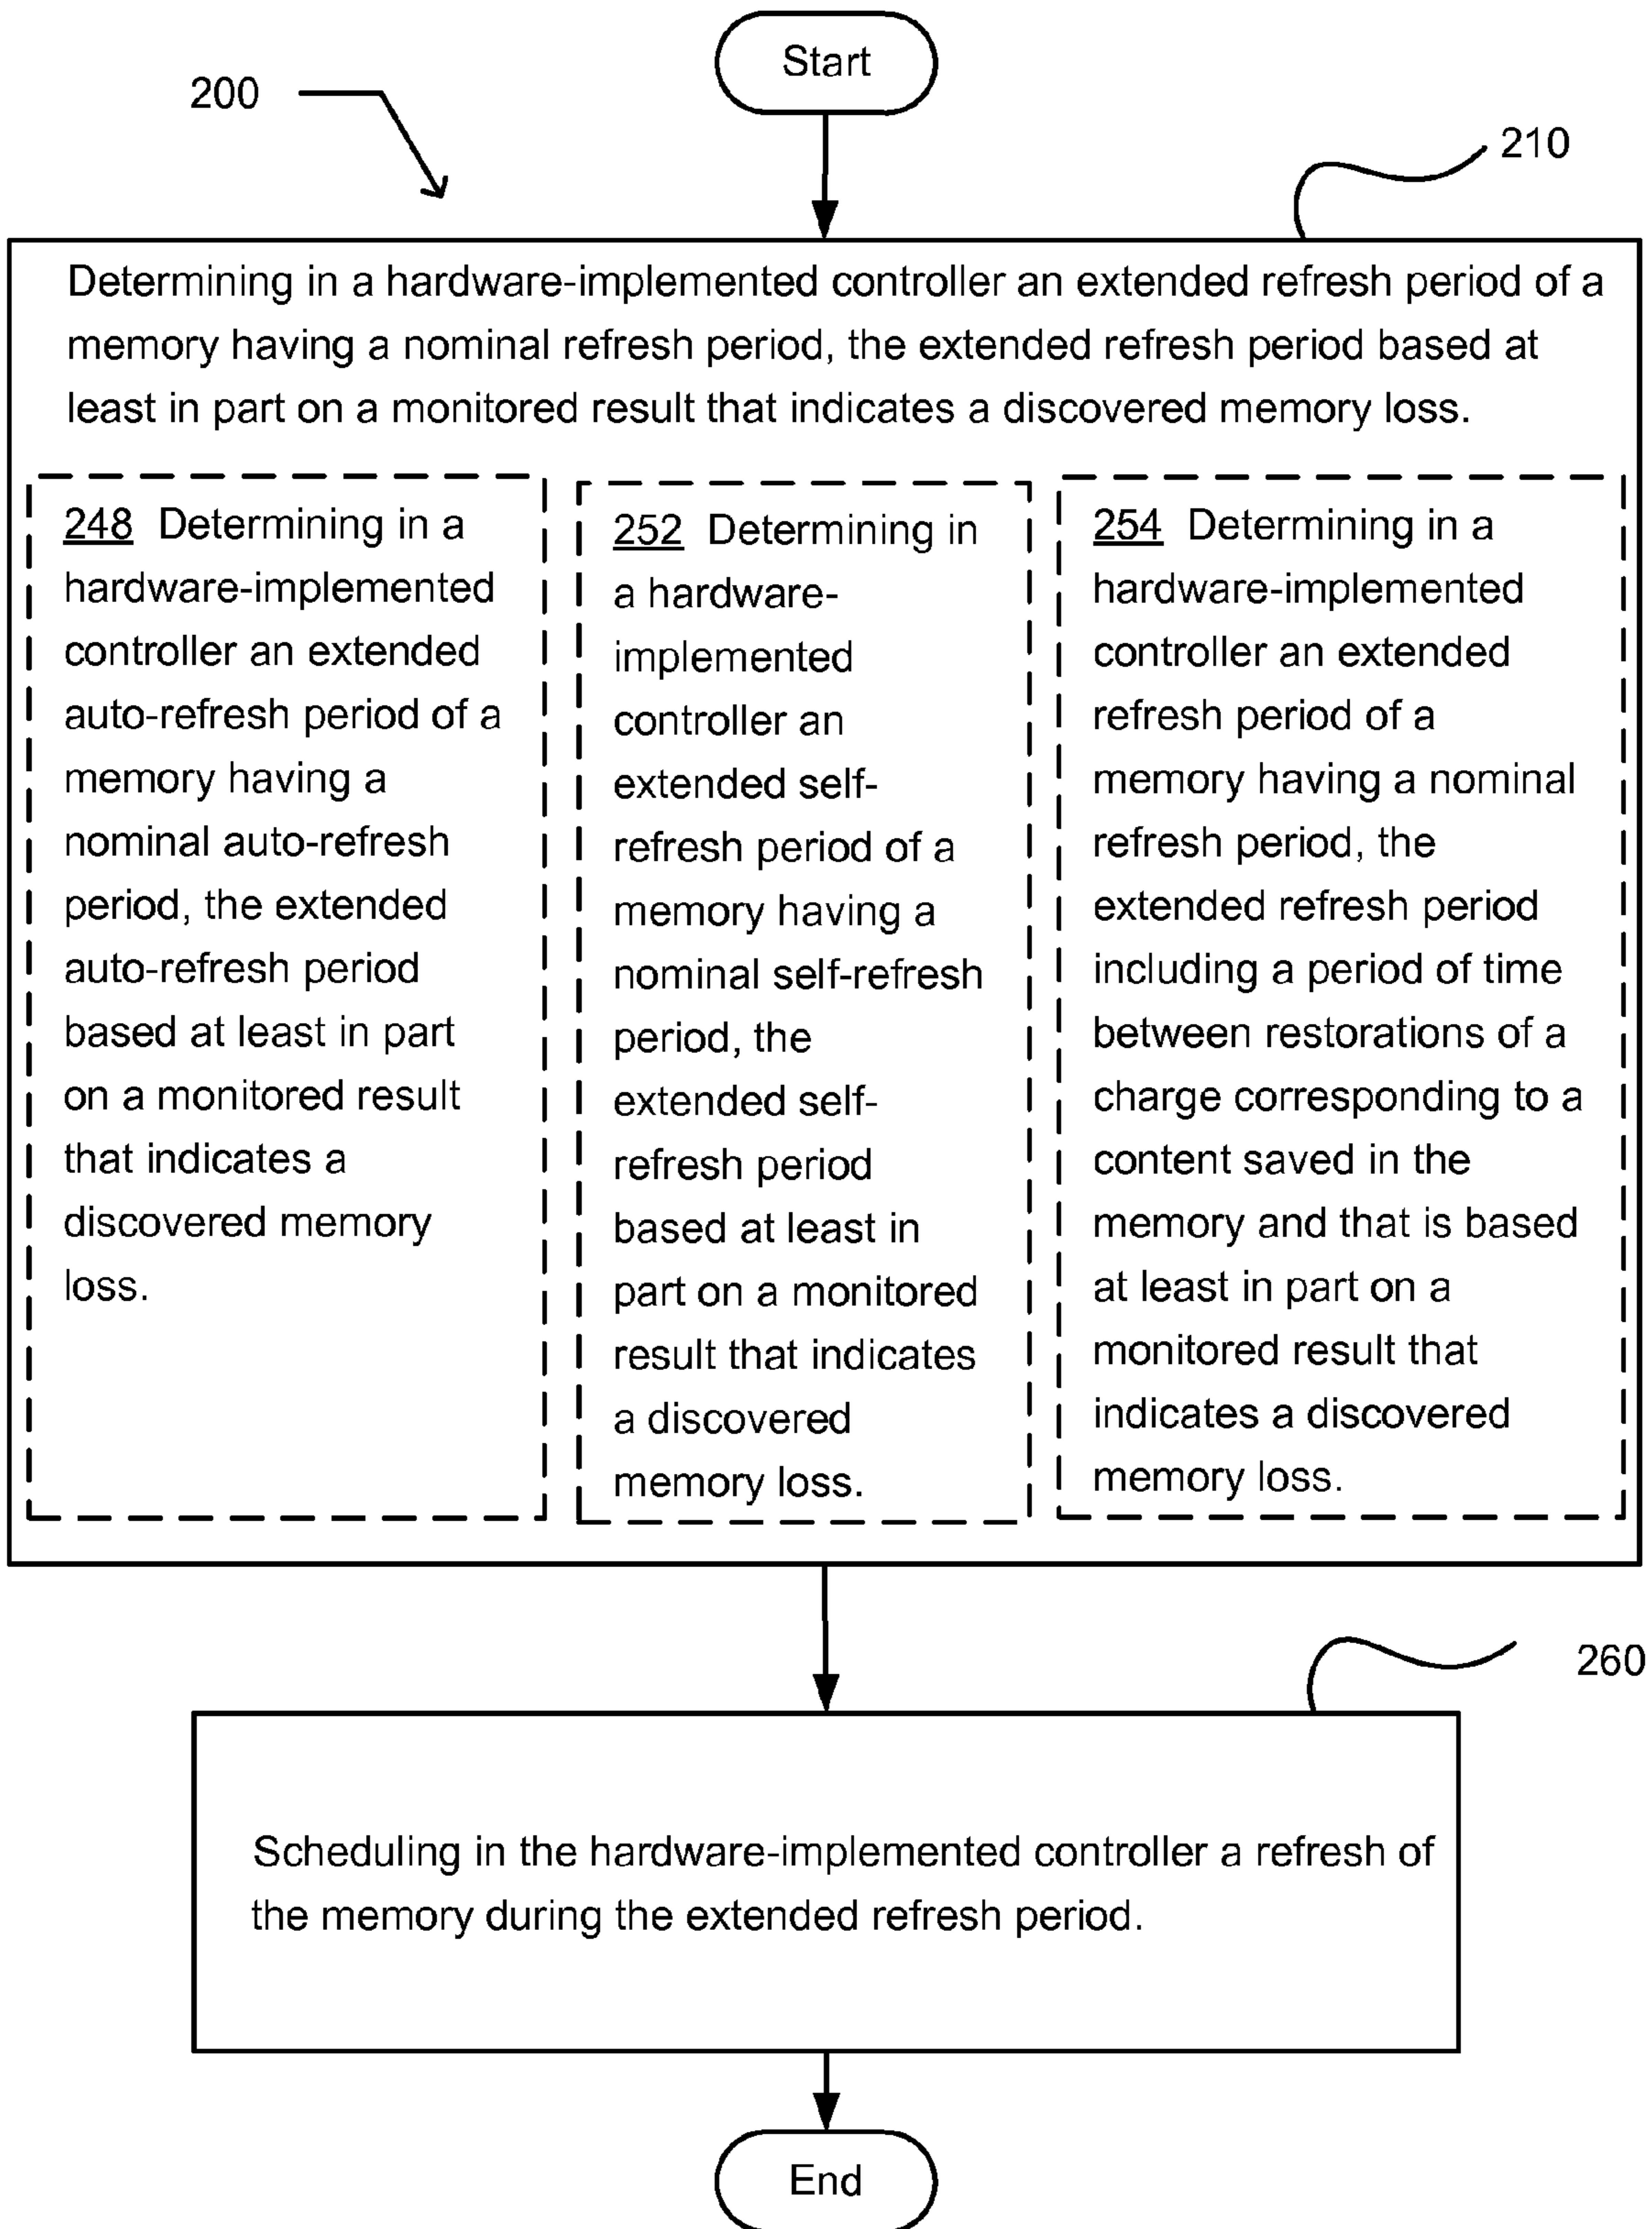 Start
200
210
Determining in a hardware-implemented controller an extended refresh period of a
memory having a nominal refresh period, the extended refresh period based at
least in part on a monitored result that indicates a discovered memory loss.
248 Determining in a
hardware-implemented
controller an extended
auto-refresh period of a
memory having a
nominal auto-refresh
period, the extended
auto-refresh period
based at least in part
on a monitored result
that indicates a
discovered memory
loss.
252 Determining in
a hardware-
implemented
controller an
extended self-
refresh period of a
memory having a
nominal self-refresh
period, the
extended self-
refresh period
based at least in
part on a monitored
result that indicates
a discovered
memory loss.
254 Determining in a
hardware-implemented
controller an extended
refresh period of a
memory having a nominal
refresh period, the
extended refresh period
including a period of time
between restorations of a
charge corresponding to a
content saved in the
memory and that is based
at least in part on a
monitored result that
indicates a discovered
memory loss.
260
Scheduling in the hardware-implemented controller a refresh of
the memory during the extended refresh period.
End